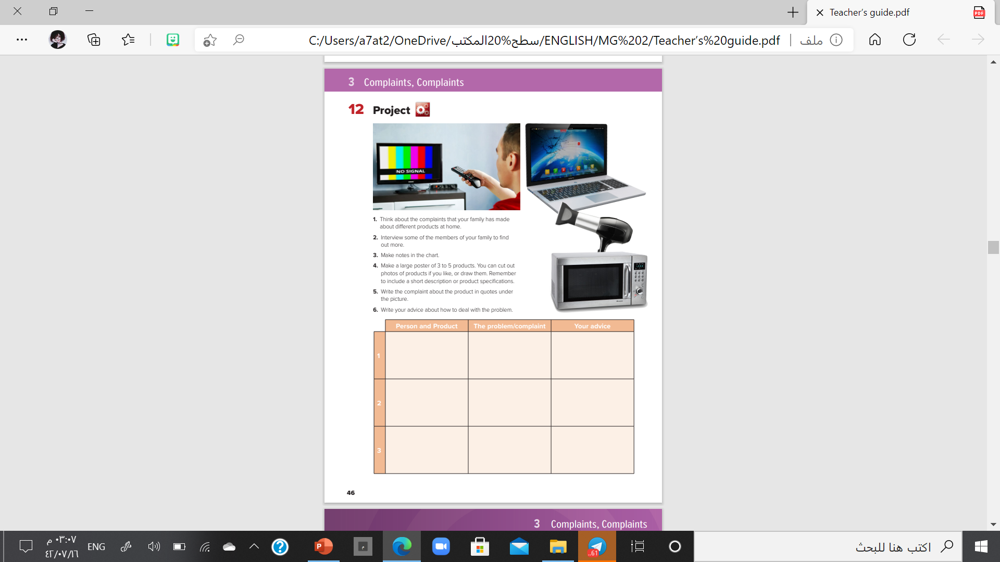 Teacher’s guide.pdf
PDF
C:/Users/a7at2/OneDrive/سطح%20المكتب/ENGLISH/MG%202/Teacher’s%20guide.pdf
ملف
3 Complaints, Complaints
12 Project
NO SIGNAL
1. Think about the complaints that your family has made
about different products at home.
2. Interview some of the members of your family to find
out more.
3. Make notes in the chart.
4. Make a large poster of 3 to 5 products. You can cut out
photos of products if you like, or draw them. Remember
to include a short description or product specifications.
5. Write the complaint about the product in quotes under
the picture.
6. Write your advice about how to deal with the problem.
Person and Product The problem/complaint Your advice
1
2
3
46
3 Complaints, Complaints
٠٣:٠٧ م
٤٢/٠٧/١٦
ENG
61..
اكتب هنا للبحث